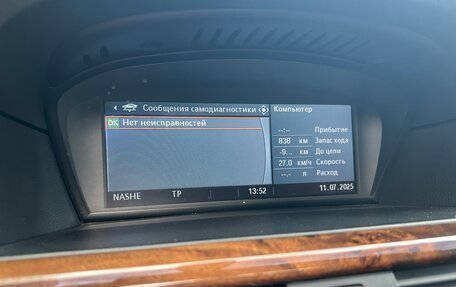 Сообщения самодиагностики
OK Нет неисправностей
Компьютер
--:-- Прибытие
838 км Запас хода
-9... км До цели
27.0 км/ч Скорость
--.- л Расход
NASHE TP 13:52 11.07.2025